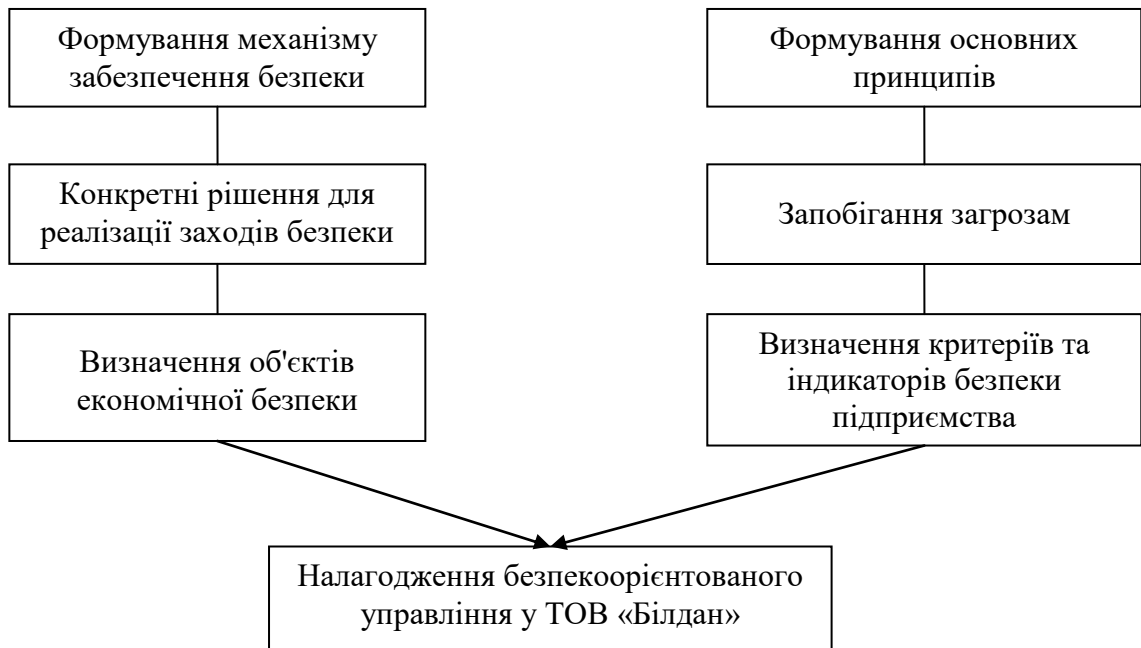 Формування механізму
забезпечення безпеки
Формування основних
принципів
Конкретні рішення для
реалізації заходів безпеки
Запобігання загрозам
Визначення об'єктів
економічної безпеки
Визначення критеріїв та
індикаторів безпеки
підприємства
Налагодження безпекоорієнтованого
управління у ТОВ «Білдан»